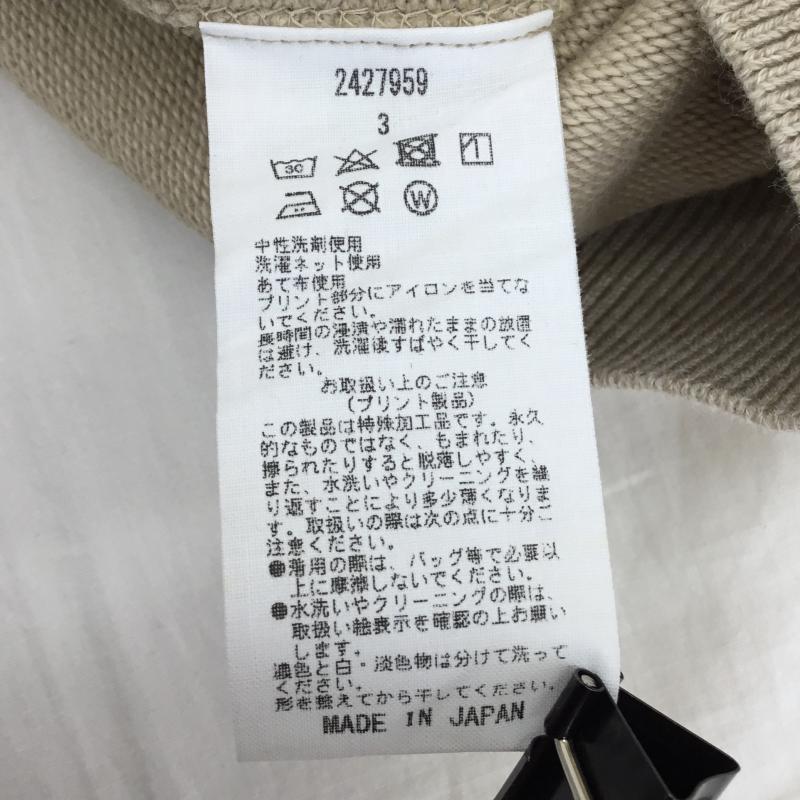 2427959
3
30
W
中性洗剤使用
洗濯ネット使用
あて布使用
プリント部分にアイロンを当てな
いでください。
長時間の浸漬や濡れたままの放置
は避け、洗濯後すばやく干してく
ださい。
お取扱い上のご注意
(プリント製品)
この製品は特殊加工品です。永久
的なものではなく、もまれたり、
擦られたりすると脱落しやすく、
また、水洗いやクリーニングを繰
り返すことにより多少薄くなりま
す。取扱いの際は次の点に十分ご
注意ください。
●着用の際は、バッグ等で必要以
上に摩擦しないでください。
●水洗いやクリーニングの際は、
取扱い絵表示を確認の上お願い
します。
濃色と白・淡色物は分けて洗って
ください。
形を整えてから干してください。
MADE IN JAPAN